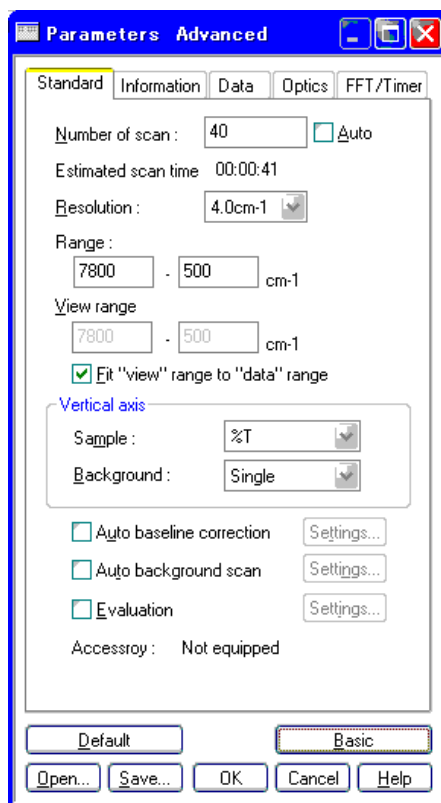 Parameters Advanced
Standard Information Data Optics FFT/Timer
Number of scan : 40 Auto
Estimated scan time 00:00:41
Resolution : 4.0cm-1
Range :
7800 - 500 cm-1
View range
7800 - 500 cm-1
Fit "view" range to "data" range
Vertical axis
Sample : %T
Background : Single
Auto baseline correction Settings...
Auto background scan Settings...
Evaluation Settings...
Accessroy : Not equipped
Default Basic
Open... Save... OK Cancel Help